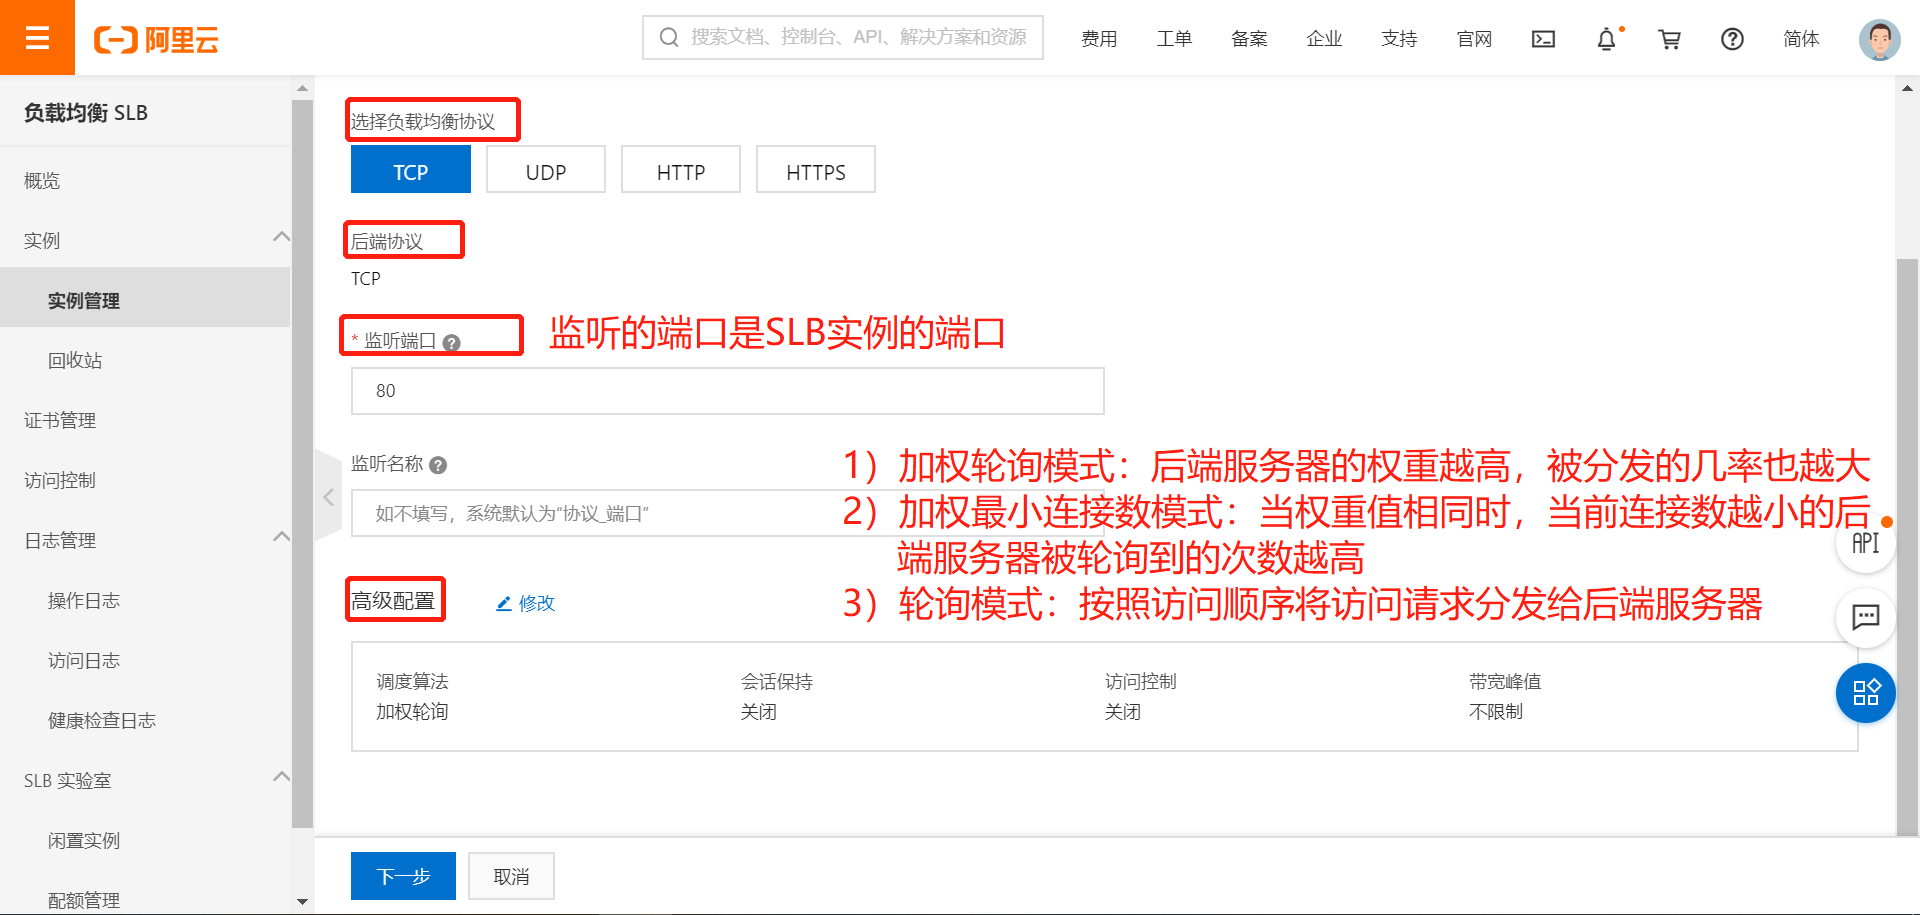 阿里云
搜索文档、控制台、API、解决方案和资源
费用
工单
备案
企业
支持
官网
简体
负载均衡 SLB
概览
实例
实例管理
回收站
证书管理
访问控制
日志管理
操作日志
访问日志
健康检查日志
SLB 实验室
闲置实例
配额管理
选择负载均衡协议
TCP
UDP
HTTP
HTTPS
后端协议
TCP
* 监听端口 ?
监听的端口是SLB实例的端口
80
监听名称 ?
如不填写，系统默认为“协议_端口”
1）加权轮询模式：后端服务器的权重越高，被分发的几率也越大
2）加权最小连接数模式：当权重值相同时，当前连接数越小的后
端服务器被轮询到的次数越高
3）轮询模式：按照访问顺序将访问请求分发给后端服务器
API
高级配置
修改
调度算法
加权轮询
会话保持
关闭
访问控制
关闭
带宽峰值
不限制
下一步
取消